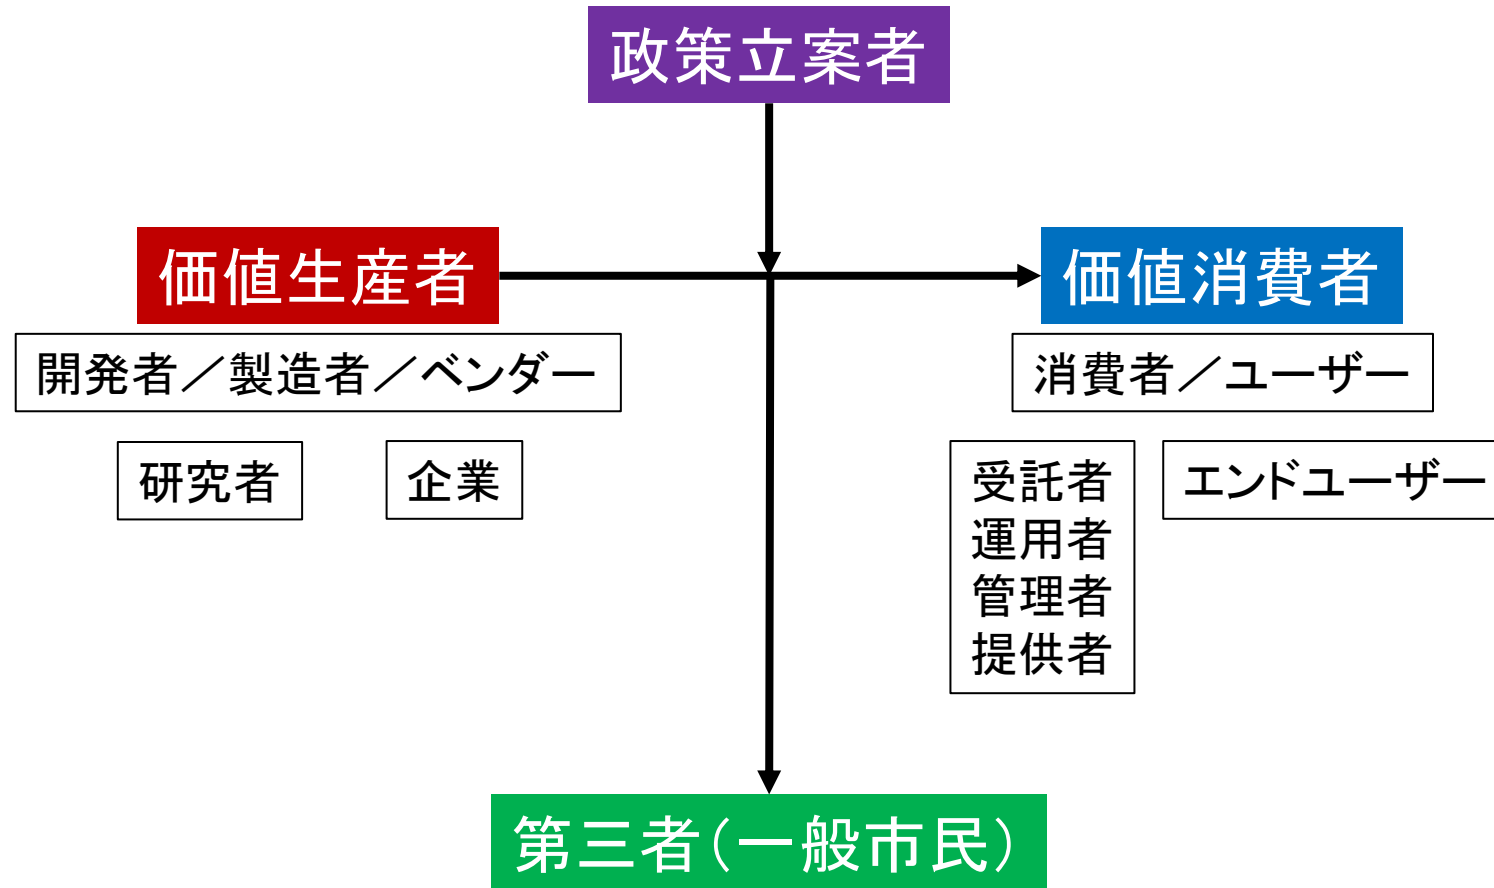 政策立案者
価値生産者
価値消費者
開発者／製造者／ベンダー
消費者／ユーザー
研究者
企業
受託者
運用者
管理者
提供者
エンドユーザー
第三者（一般市民）